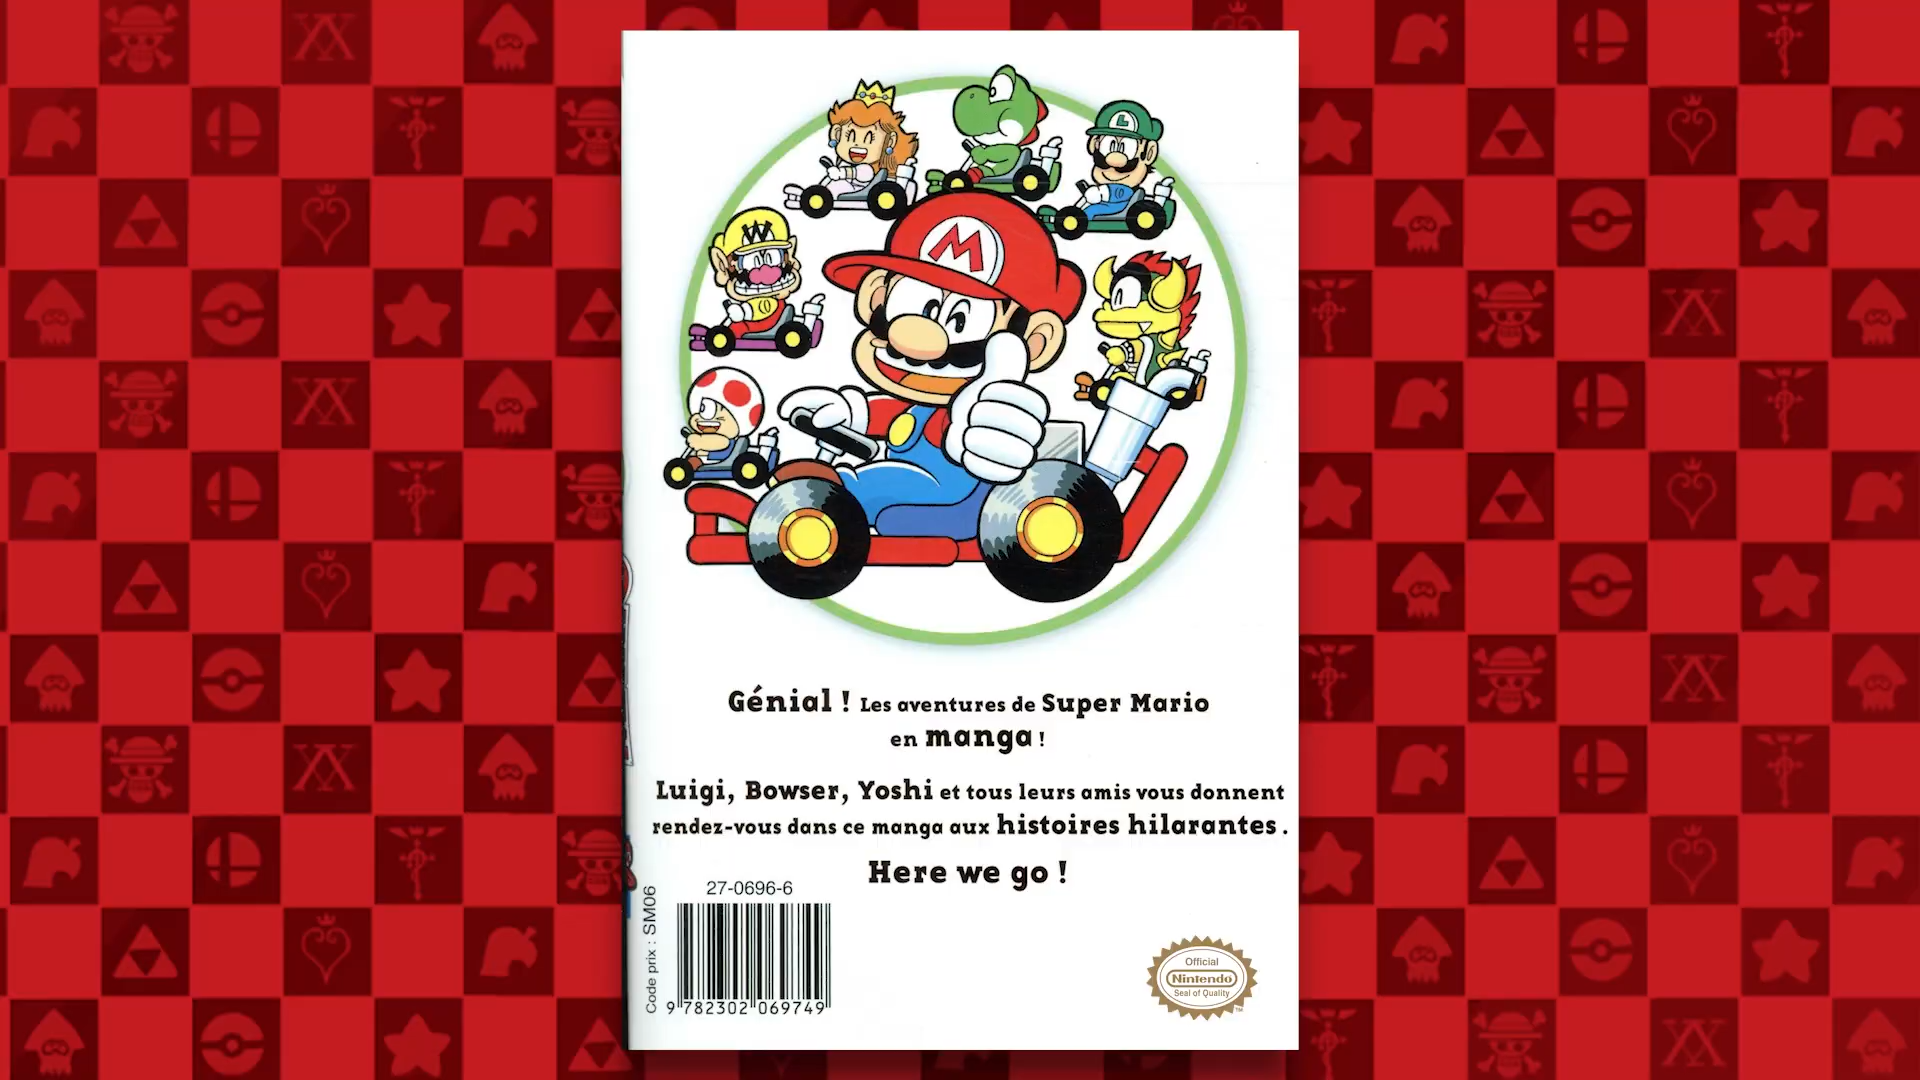 W
L
M
Génial ! Les aventures de Super Mario
en manga !
Luigi, Bowser, Yoshi et tous leurs amis vous donnent
rendez-vous dans ce manga aux histoires hilarantes.
Here we go !
27-0696-6
Code prix : SM06
9 782302 069749
Official
Nintendo
Seal of Quality
TM